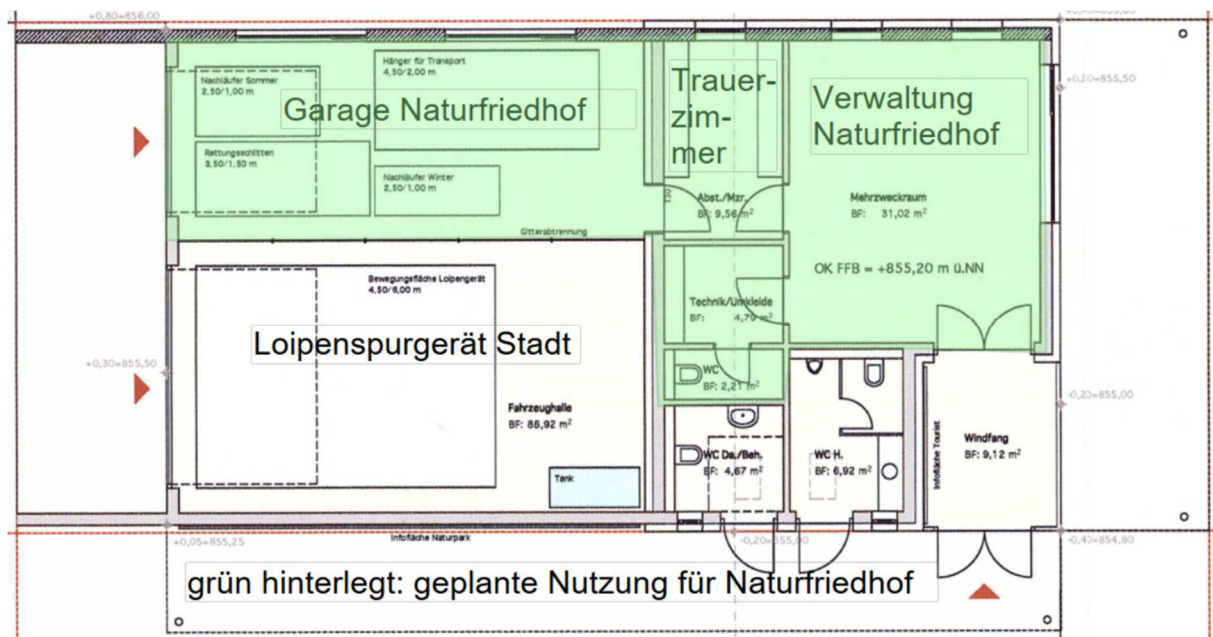 +0,80=856,00
Nachläufer Sommer
2,50/1,00 m
Hänger für Transport
4,50/2,00 m
Garage Naturfriedhof
Rettungsschlitten
3,50/1,50 m
Nachläufer Winter
2,50/1,00 m
Gitterabtrennung
Trauer-
zim-
mer
Verwaltung
Naturfriedhof
+0,30=855,50
Abst./Mzr.
BF: 9,56 m²
Mehrzweckraum
BF: 31,02 m²
OK FFB = +855,20 m ü.NN
Technik/Umkleide
BF: 4,79 m²
Bewegungsfläche Loipengerät
4,50/6,00 m
Loipenspurgerät Stadt
+0,30=855,50
WC
BF: 2,21 m²
Fahrzeughalle
BF: 88,92 m²
Tank
WC Da./Beh.
BF: 4,67 m²
WC H.
BF: 6,92 m²
Infofläche Tourist
Windfang
BF: 9,12 m²
-0,20=855,00
+0,05=855,25
Infofläche Naturpark
-0,20=855,00
-0,40=854,80
grün hinterlegt: geplante Nutzung für Naturfriedhof